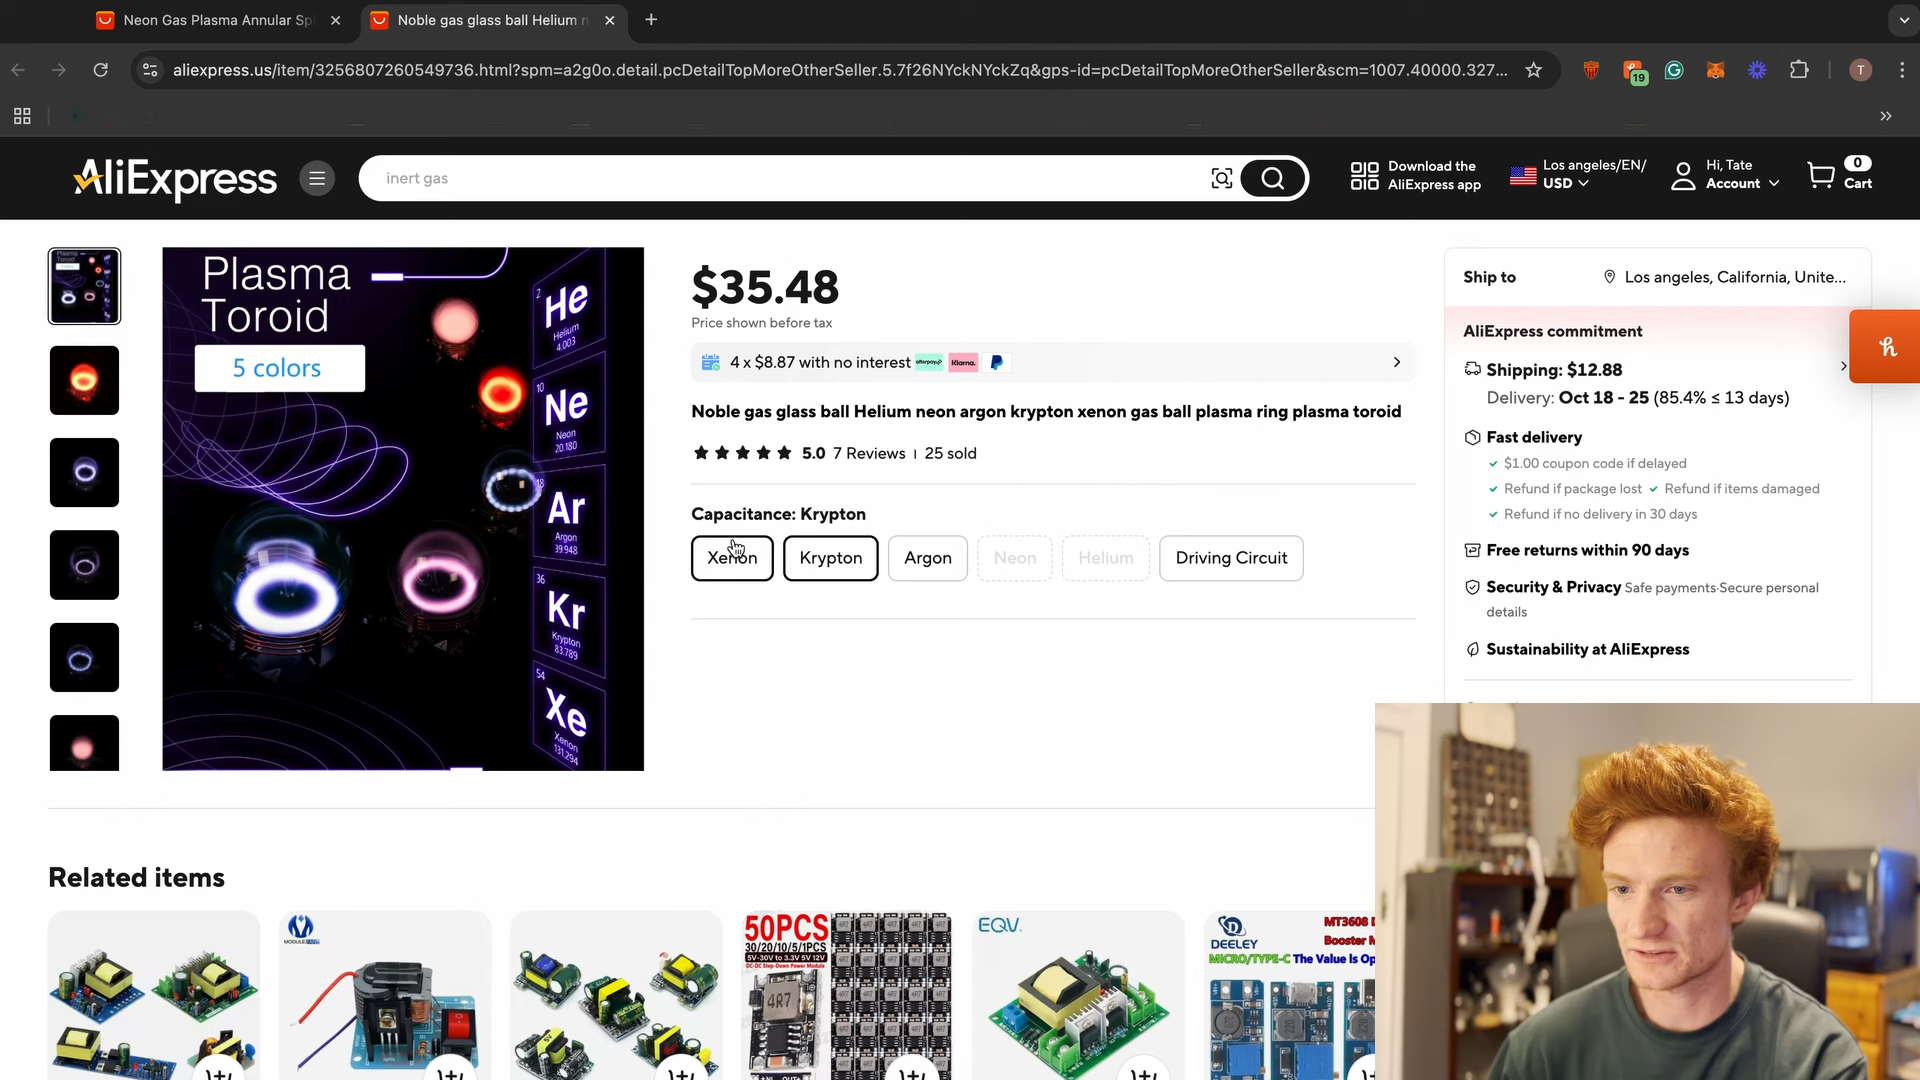 Neon Gas Plasma Annular Sp
Noble gas glass ball Helium n
aliexpress.us/item/3256807260549736.html?spm=a2g0o.detail.pcDetailTopMoreOtherSeller.5.7f26NYckNYckZq&gps-id=pcDetailTopMoreOtherSeller&scm=1007.40000.327...
19
T
AliExpress
inert gas
Download the
AliExpress app
Los angeles/EN/
USD
Hi, Tate
Account
0
Cart
Plasma
Toroid
5 colors
2
He
Helium
4.003
10
Ne
Neon
20.180
18
Ar
Argon
39.948
36
Kr
Krypton
83.789
54
Xe
Xenon
131.294
$35.48
Price shown before tax
4 x $8.87 with no interest afterpay Klarna.
Noble gas glass ball Helium neon argon krypton xenon gas ball plasma ring plasma toroid
5.0 7 Reviews | 25 sold
Capacitance: Krypton
Xenon
Krypton
Argon
Neon
Helium
Driving Circuit
Ship to
Los angeles, California, Unite...
AliExpress commitment
Shipping: $12.88
Delivery: Oct 18 - 25 (85.4% ≤ 13 days)
Fast delivery
$1.00 coupon code if delayed
Refund if package lost
Refund if items damaged
Refund if no delivery in 30 days
Free returns within 90 days
Security & Privacy Safe payments·Secure personal
details
Sustainability at AliExpress
Related items
MODULEFANS
50PCS
30/20/10/5/1PCS
5V-30V to 3.3V 5V 12V
DC-DC Step-Down Power Module
4R7
EQV.
DEELEY
MT3608 D
Booster M
MICRO/TYPE-C The Value Is Op
220